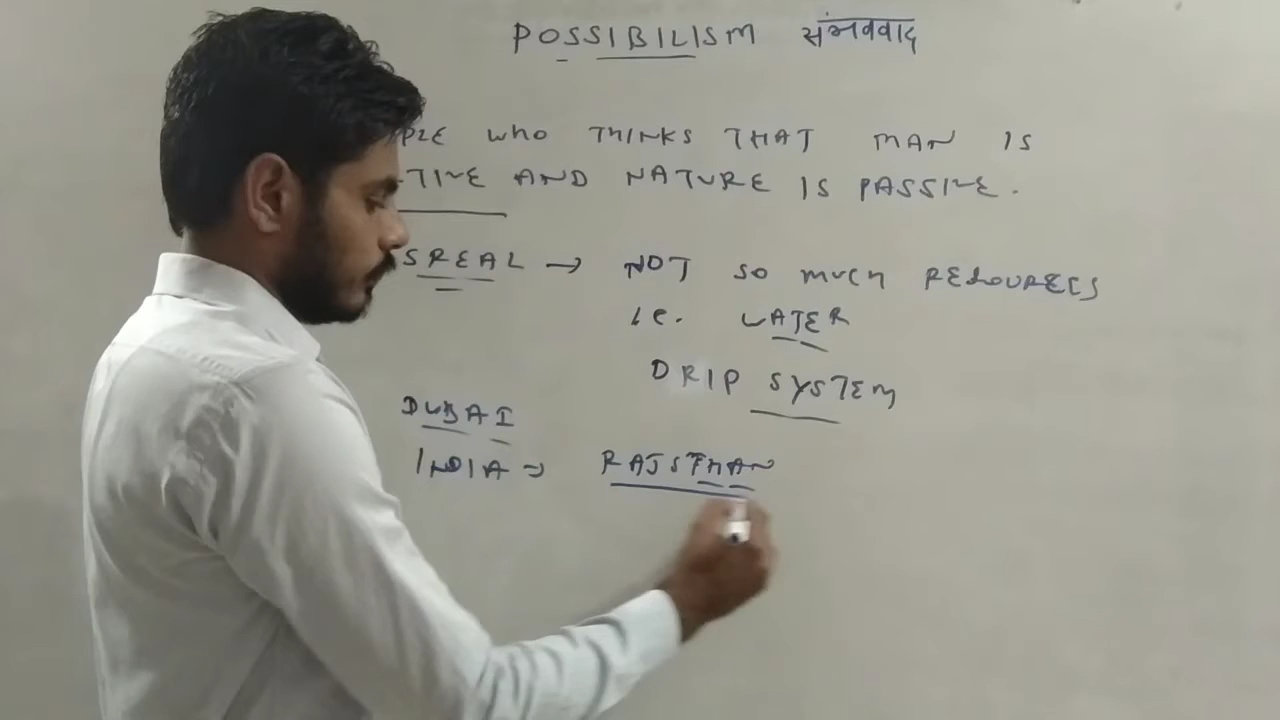 POSSIBILISM संभववाद
PLE WHO THINKS THAT MAN IS
TIVE AND NATURE IS PASSIVE.
SREAL → NOT SO MUCH RESOURECS
i.e. WATER
DRIP SYSTEM
DUBAI
INDIA ⇒ RAJSTHAN